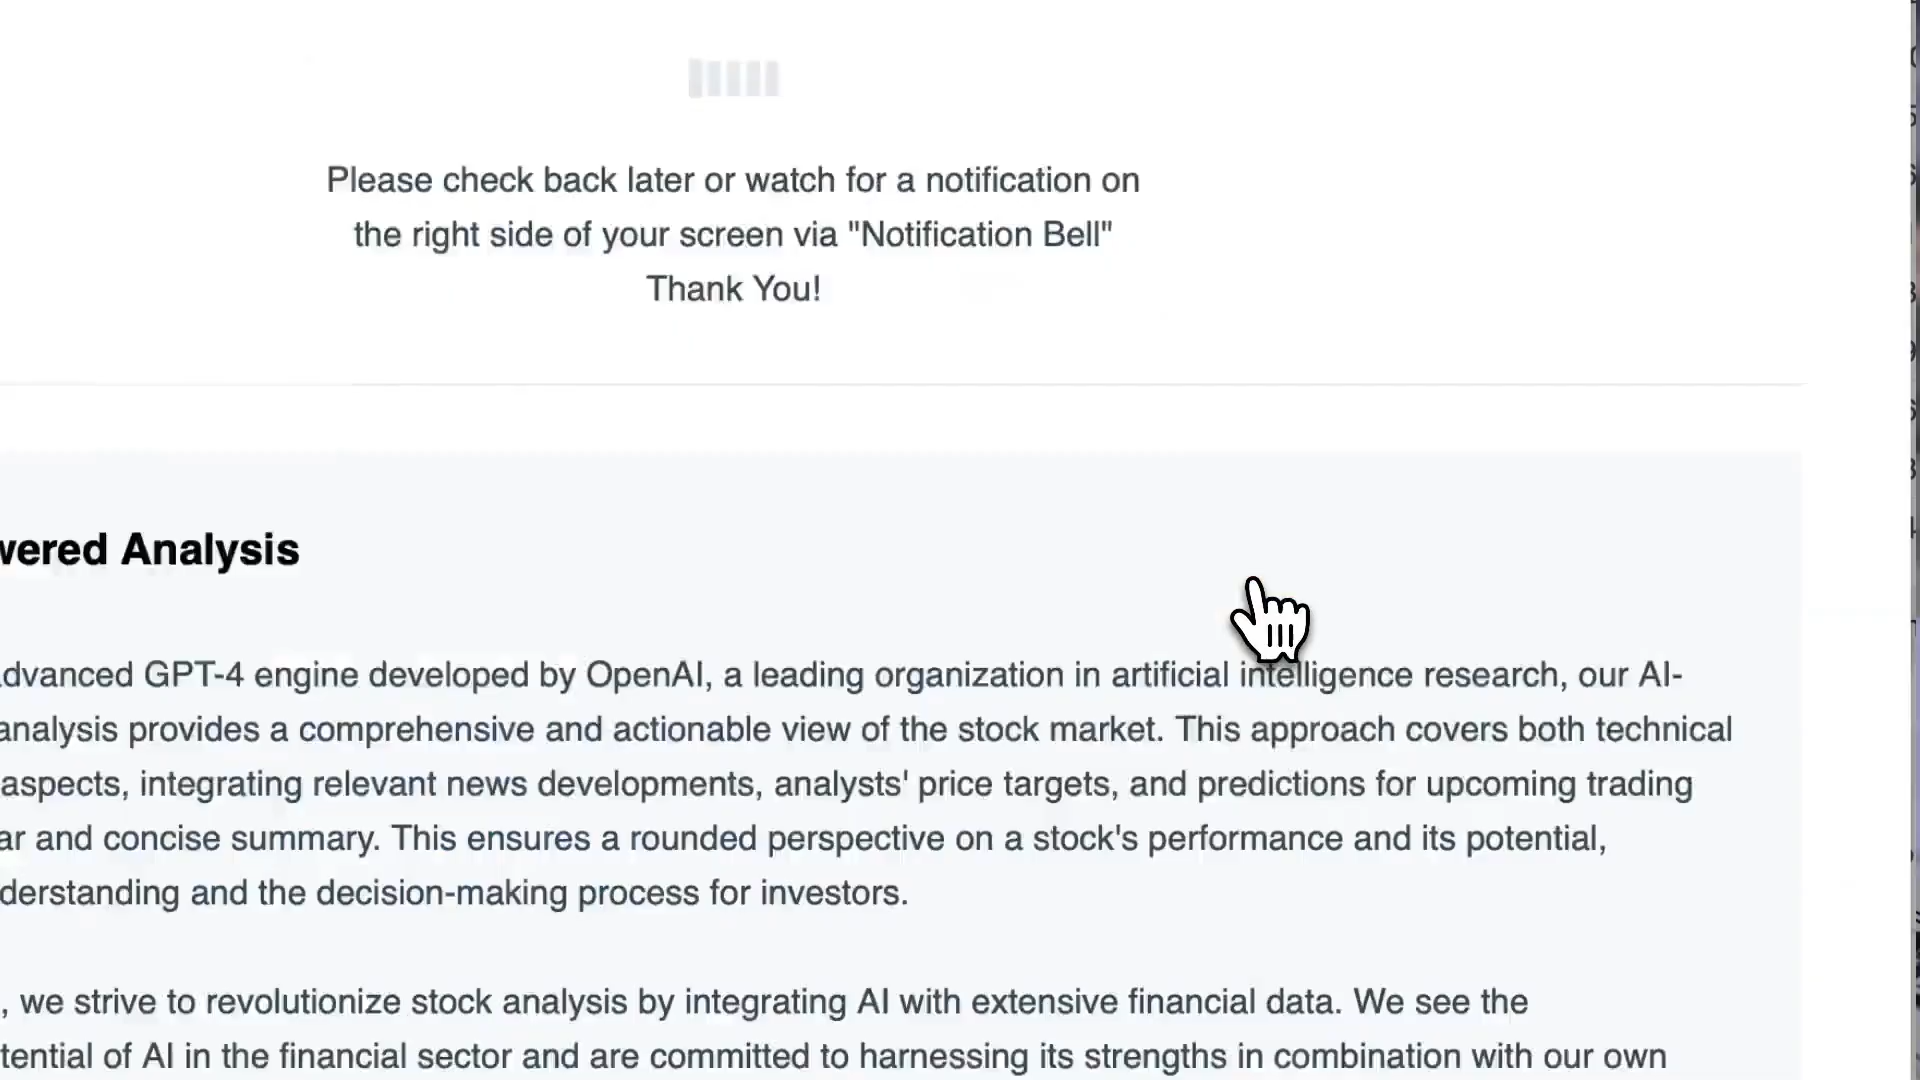 Please check back later or watch for a notification on
the right side of your screen via "Notification Bell"
Thank You!
Analysis
GPT-4 engine developed by OpenAI, a leading organization in artificial intelligence research, our AI-
analysis provides a comprehensive and actionable view of the stock market. This approach covers both technical
aspects, integrating relevant news developments, analysts' price targets, and predictions for upcoming trading
and concise summary. This ensures a rounded perspective on a stock's performance and its potential,
and the decision-making process for investors.
, we strive to revolutionize stock analysis by integrating AI with extensive financial data. We see the
of AI in the financial sector and are committed to harnessing its strengths in combination with our own